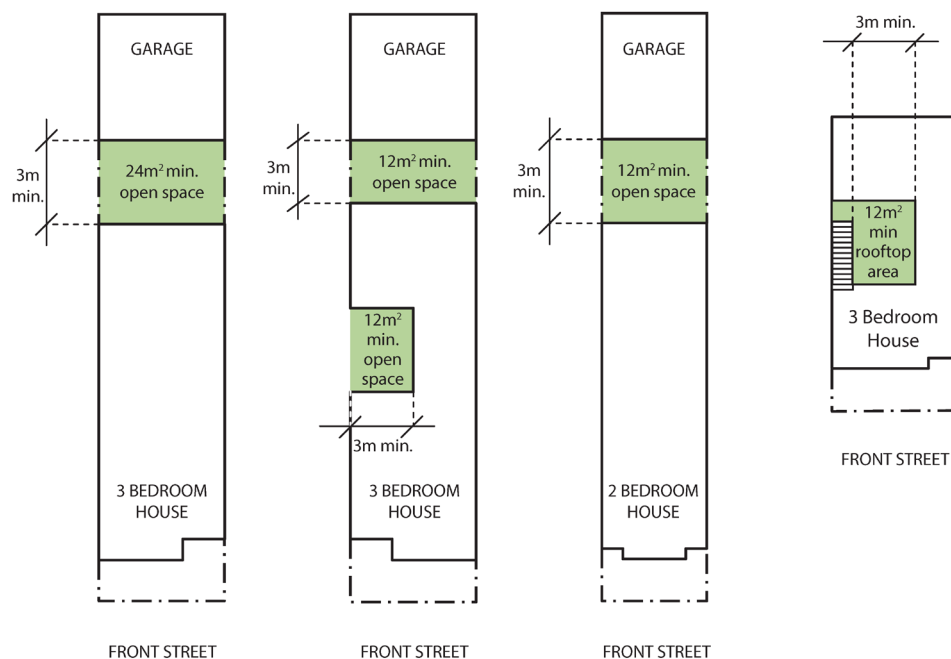 GARAGE
3m
min.
24m² min.
open space
3 BEDROOM
HOUSE
FRONT STREET
GARAGE
3m
min.
12m² min.
open space
12m²
min.
open
space
3m min.
3 BEDROOM
HOUSE
FRONT STREET
GARAGE
3m
min.
12m² min.
open space
2 BEDROOM
HOUSE
FRONT STREET
3m min.
12m²
min
rooftop
area
3 Bedroom
House
FRONT STREET